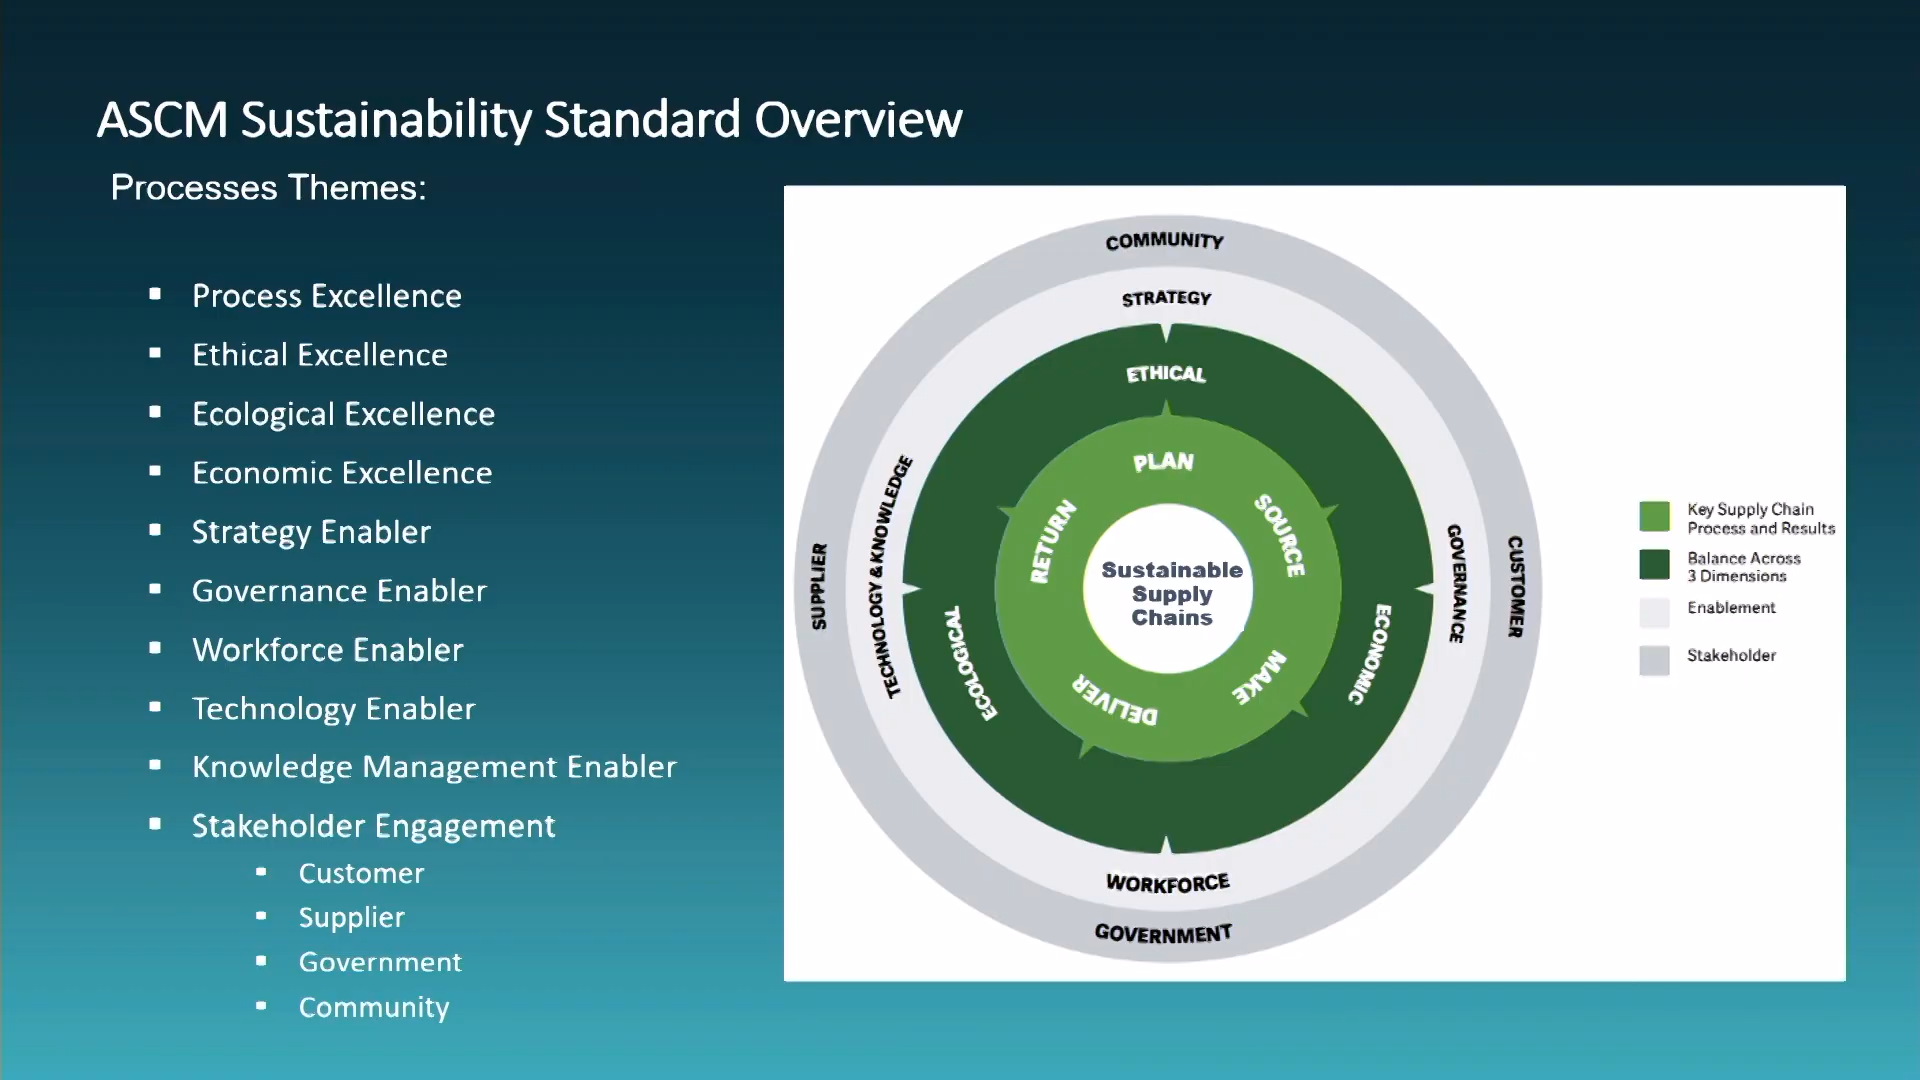 ASCM Sustainability Standard Overview
Processes Themes:
Process Excellence
Ethical Excellence
Ecological Excellence
Economic Excellence
Strategy Enabler
Governance Enabler
Workforce Enabler
Technology Enabler
Knowledge Management Enabler
Stakeholder Engagement
Customer
Supplier
Government
Community
COMMUNITY
STRATEGY
ETHICAL
PLAN
SOURCE
MAKE
DELIVER
RETURN
Sustainable
Supply
Chains
ECOLOGICAL
ECONOMIC
TECHNOLOGY & KNOWLEDGE
GOVERNANCE
SUPPLIER
CUSTOMER
WORKFORCE
GOVERNMENT
Key Supply Chain
Process and Results
Balance Across
3 Dimensions
Enablement
Stakeholder